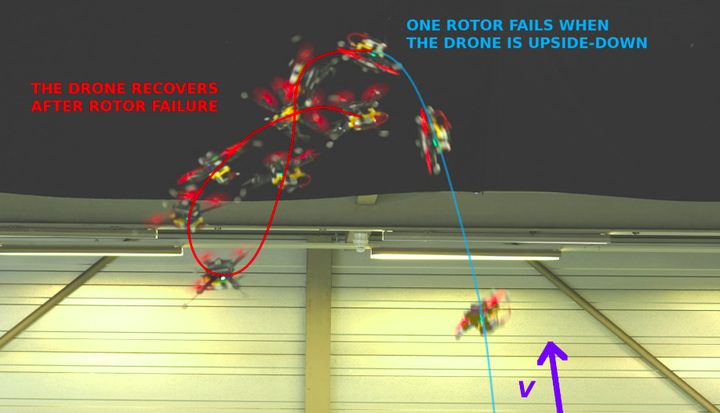 ONE ROTOR FAILS WHEN
THE DRONE IS UPSIDE-DOWN
THE DRONE RECOVERS
AFTER ROTOR FAILURE
v